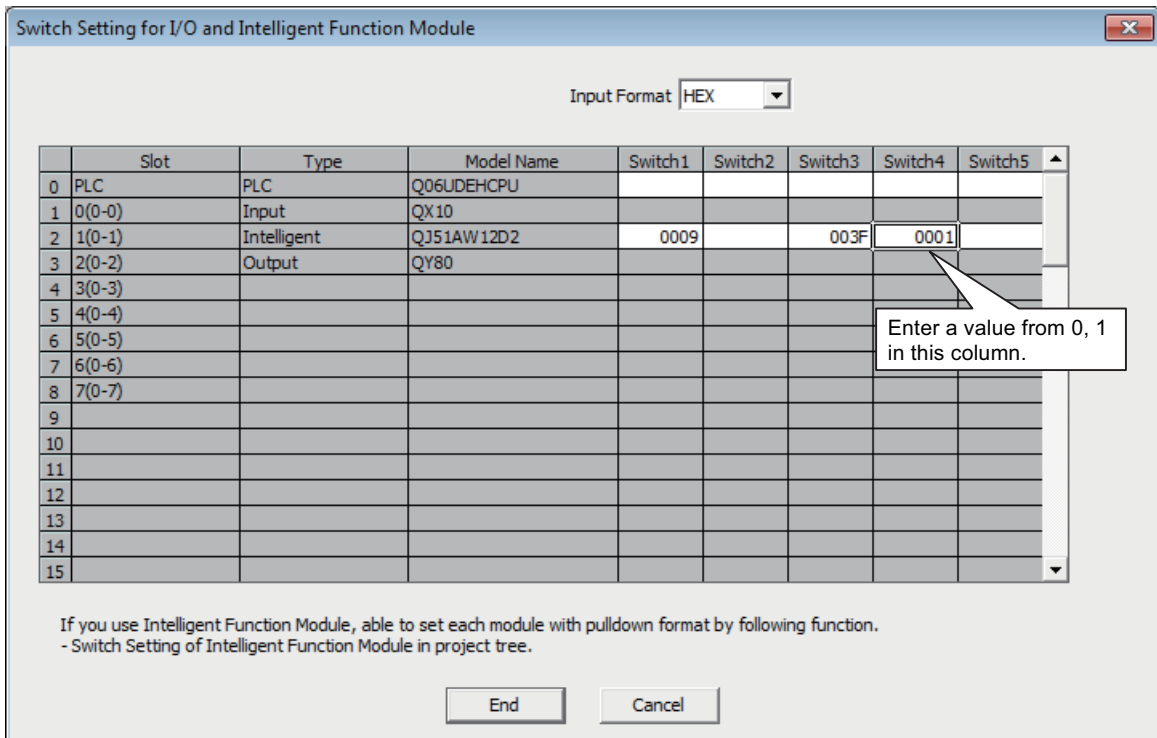 Switch Setting for I/O and Intelligent Function Module
Input Format HEX
Slot Type Model Name Switch1 Switch2 Switch3 Switch4 Switch5
0 PLC PLC Q06UDEHCPU
1 0(0-0) Input QX10
2 1(0-1) Intelligent QJ51AW12D2 0009 003F 0001
3 2(0-2) Output QY80
4 3(0-3)
5 4(0-4)
6 5(0-5)
7 6(0-6)
8 7(0-7)
9
10
11
12
13
14
15
Enter a value from 0, 1
in this column.
If you use Intelligent Function Module, able to set each module with pulldown format by following function.
- Switch Setting of Intelligent Function Module in project tree.
End Cancel